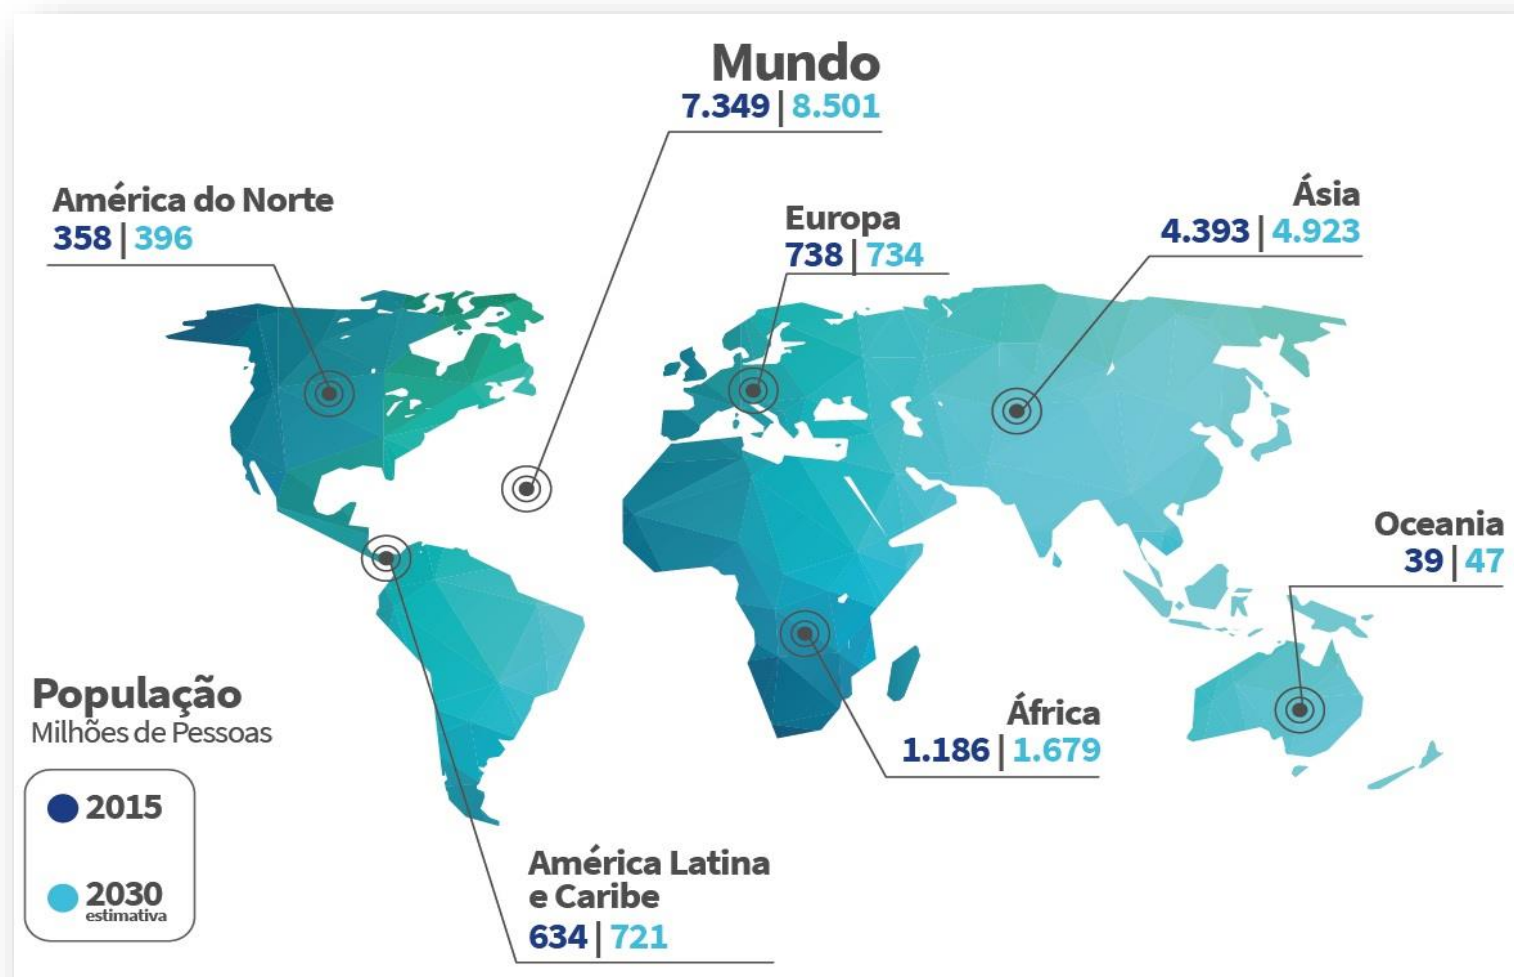 Mundo
7.349 | 8.501
América do Norte
358 | 396
Europa
738 | 734
Ásia
4.393 | 4.923
Oceania
39 | 47
África
1.186 | 1.679
América Latina
e Caribe
634 | 721
População
Milhões de Pessoas
2015
2030
estimativa